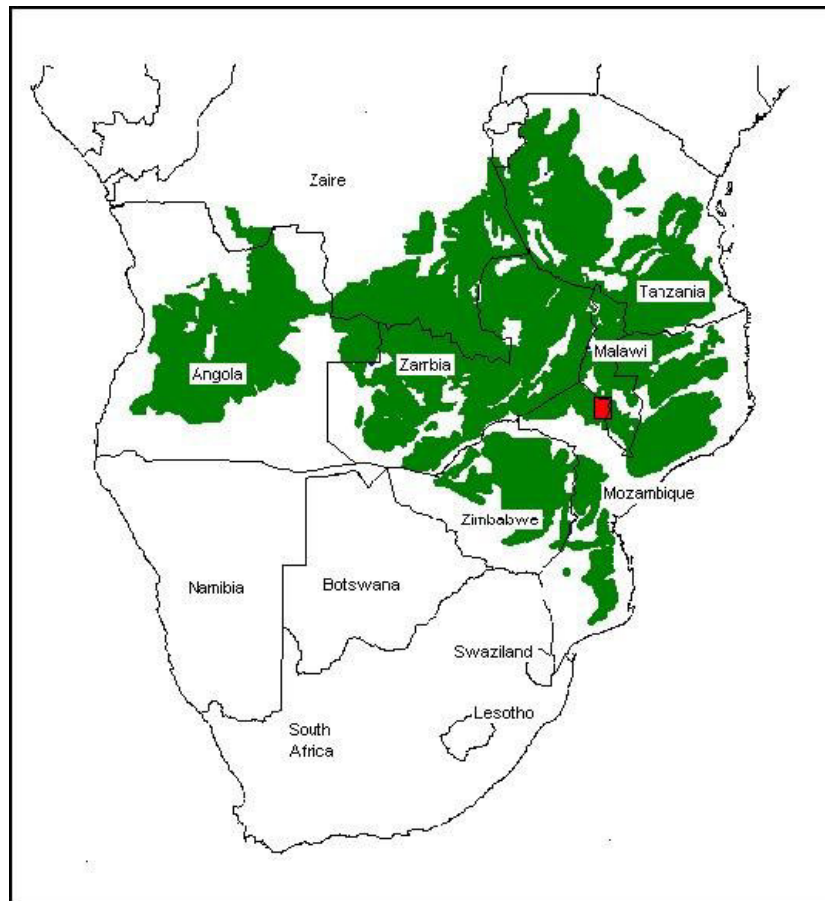 Zaire
Tanzania
Malawi
Zambia
Angola
Mozambique
Zimbabwe
Namibia
Botswana
Swaziland
Lesotho
South
Africa